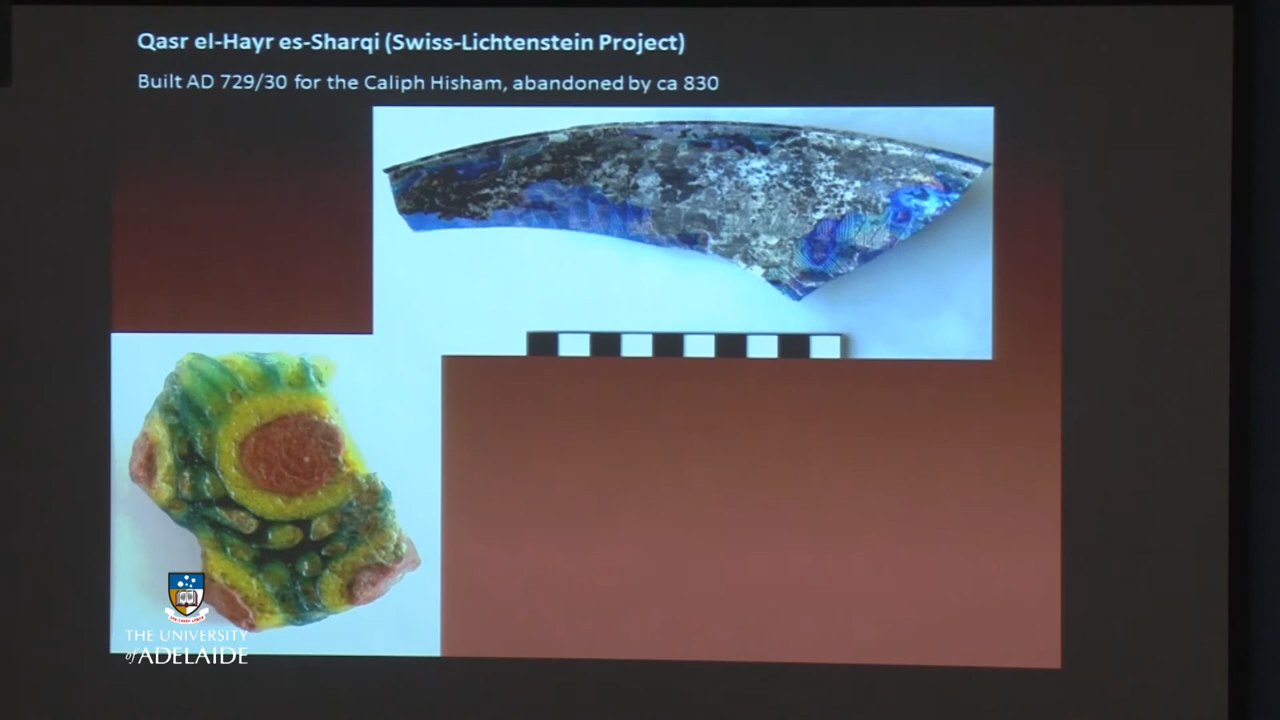 Qasr el-Hayr es-Sharqi (Swiss-Lichtenstein Project)
Built AD 729/30 for the Caliph Hisham, abandoned by ca 830
THE UNIVERSITY
of ADELAIDE